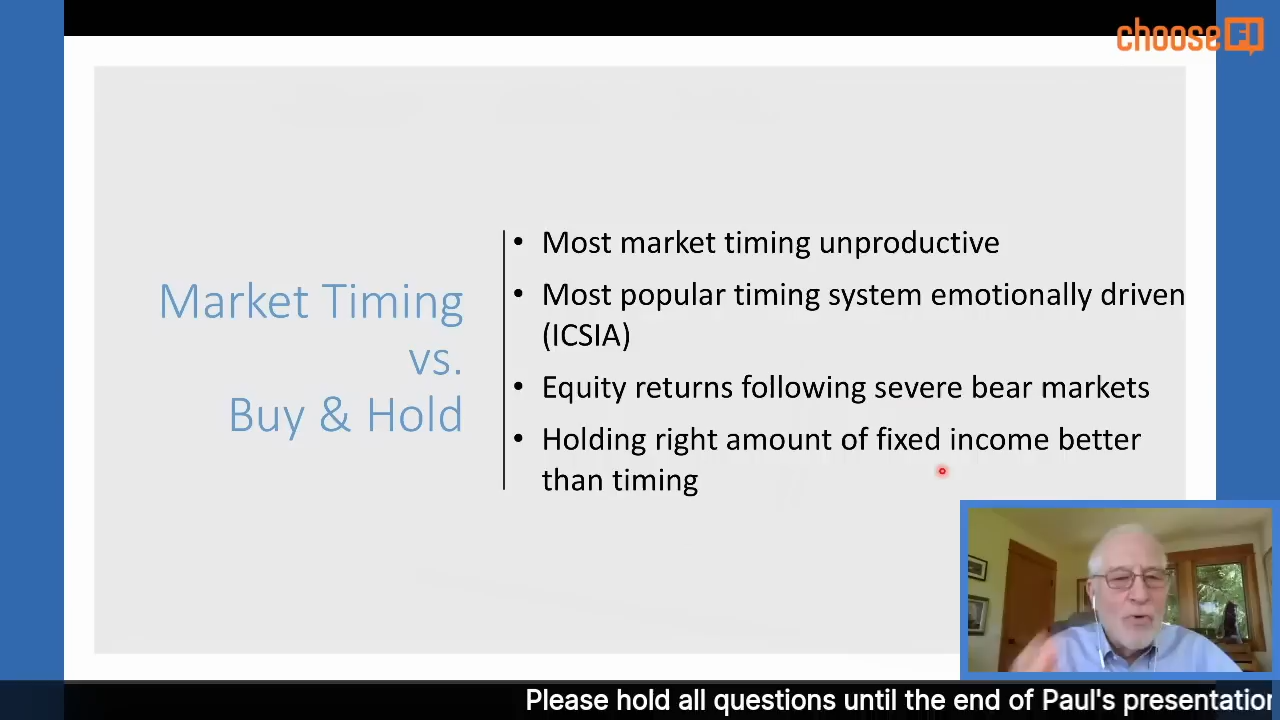 chooseFI
Market Timing
vs.
Buy & Hold
• Most market timing unproductive
• Most popular timing system emotionally driven
(ICSIA)
• Equity returns following severe bear markets
• Holding right amount of fixed income better
than timing
Please hold all questions until the end of Paul's presentation